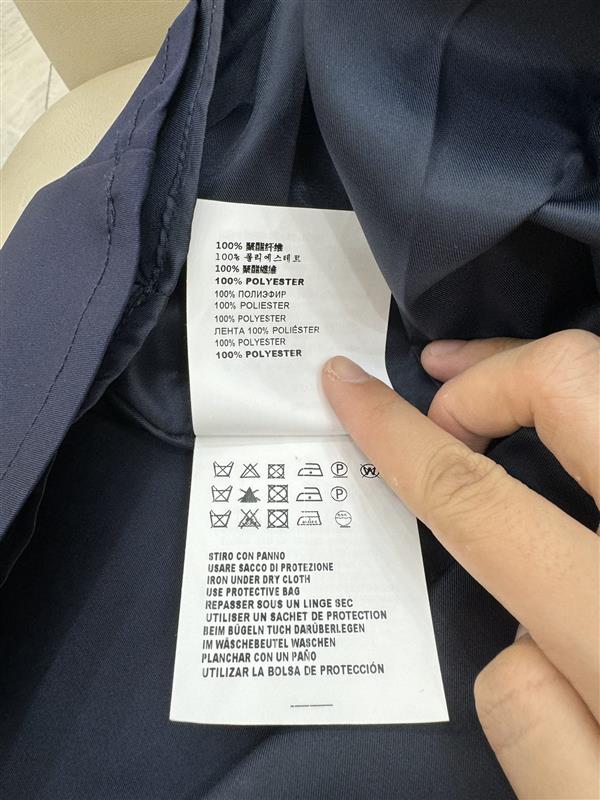 100% 聚酯纤维
100% 폴리에스테르
100% 聚酯纖維
100% POLYESTER
100% ПОЛИЭФИР
100% POLIESTER
100% POLYESTER
ЛЕНТА 100% POLIÉSTER
100% POLYESTER
100% POLYESTER
P W
P
STIRO CON PANNO
USARE SACCO DI PROTEZIONE
IRON UNDER DRY CLOTH
USE PROTECTIVE BAG
REPASSER SOUS UN LINGE SEC
UTILISER UN SACHET DE PROTECTION
BEIM BÜGELN TUCH DARÜBERLEGEN
IM WÄSCHEBEUTEL WASCHEN
PLANCHAR CON UN PAÑO
UTILIZAR LA BOLSA DE PROTECCIÓN